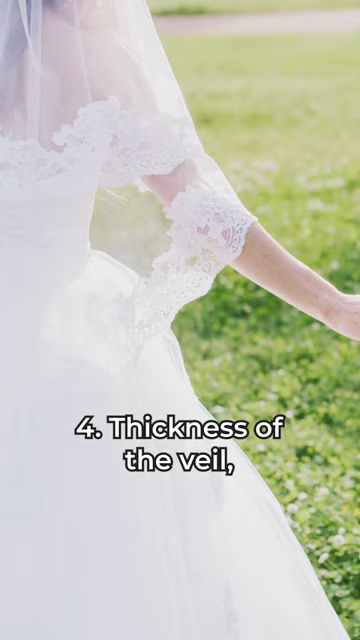 4. Thickness of
the veil,